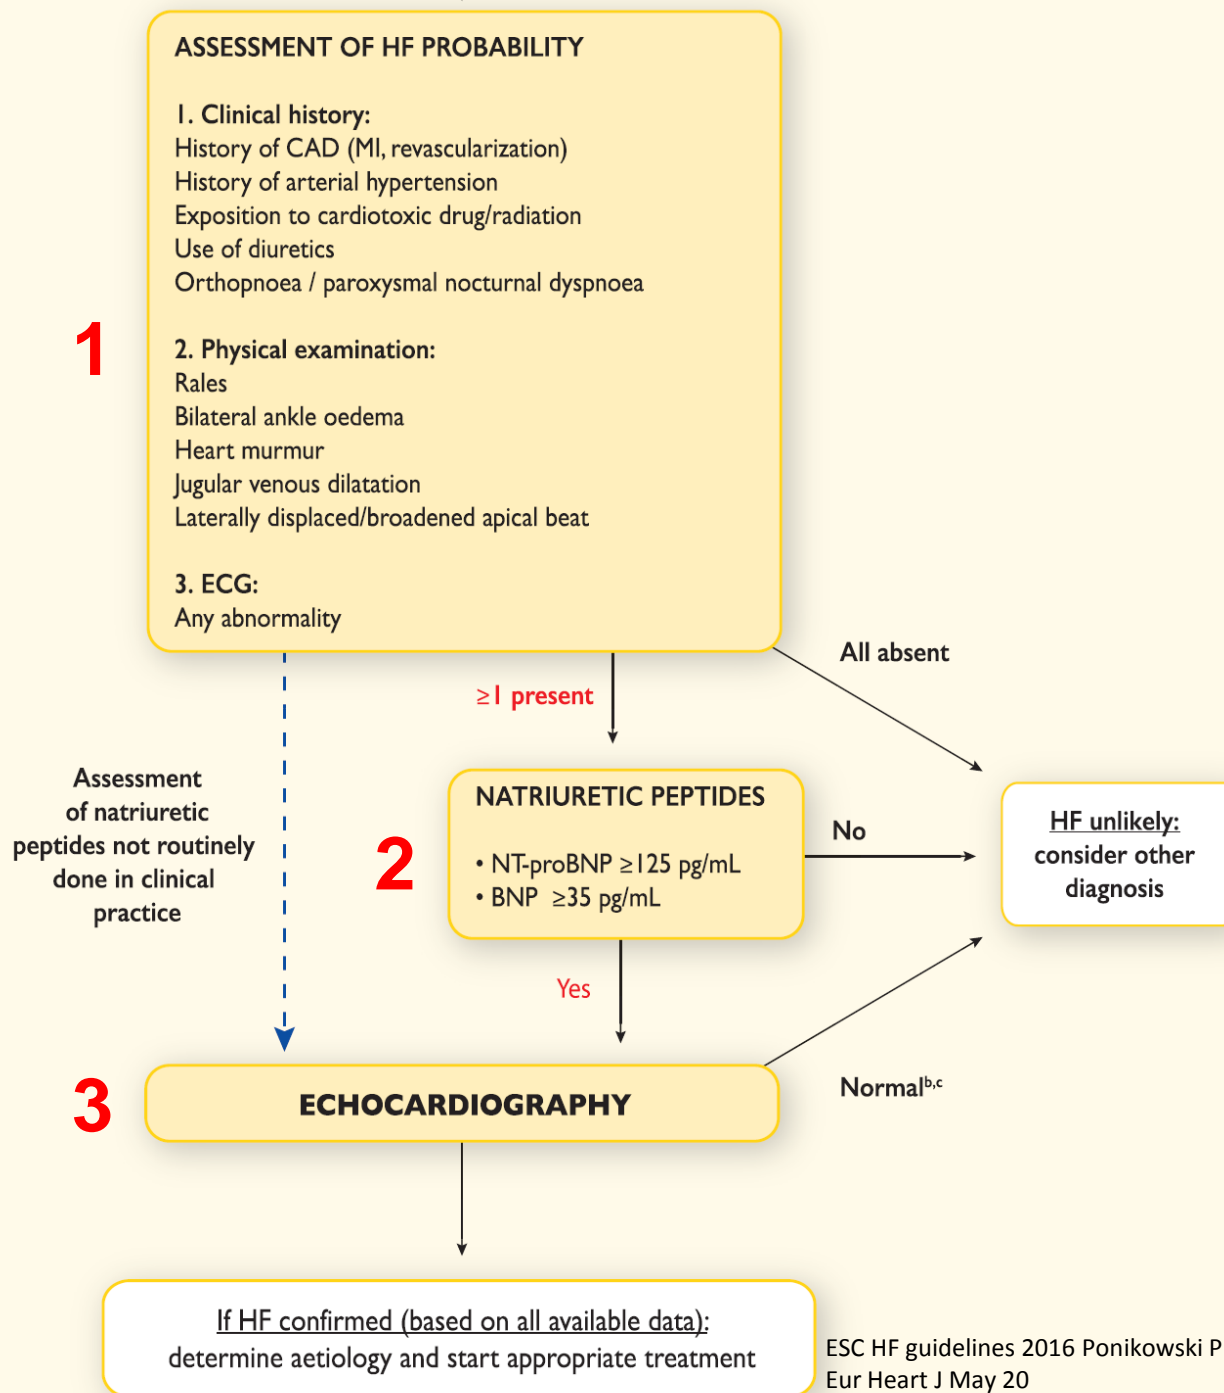 ASSESSMENT OF HF PROBABILITY
1. Clinical history:
History of CAD (MI, revascularization)
History of arterial hypertension
Exposition to cardiotoxic drug/radiation
Use of diuretics
Orthopnoea / paroxysmal nocturnal dyspnoea
1
2. Physical examination:
Rales
Bilateral ankle oedema
Heart murmur
Jugular venous dilatation
Laterally displaced/broadened apical beat
3. ECG:
Any abnormality
All absent
≥1 present
Assessment
of natriuretic
peptides not routinely
done in clinical
practice
2
NATRIURETIC PEPTIDES
• NT-proBNP ≥125 pg/mL
• BNP ≥35 pg/mL
No
HF unlikely:
consider other
diagnosis
Yes
3
ECHOCARDIOGRAPHY
Normalb,c
If HF confirmed (based on all available data):
determine aetiology and start appropriate treatment
ESC HF guidelines 2016 Ponikowski P
Eur Heart J May 20